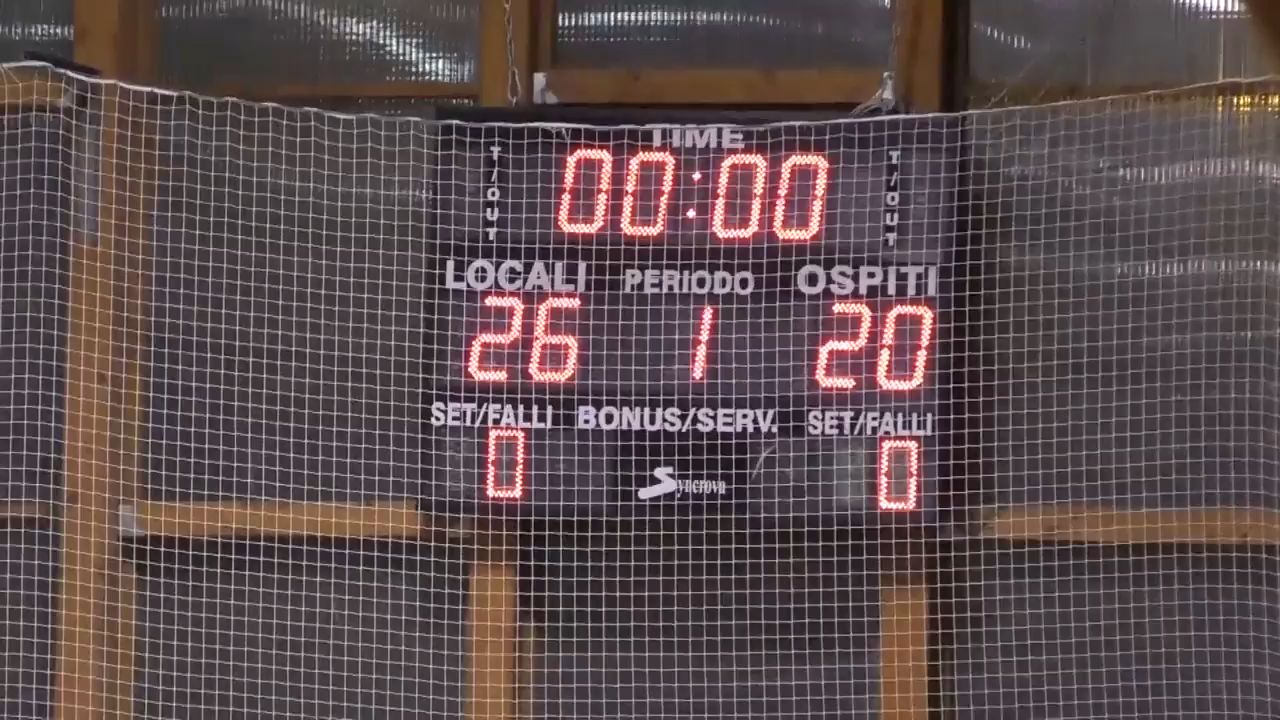 TIME
T/OUT 00:00 T/OUT
LOCALI PERIODO OSPITI
26 1 20
SET/FALLI BONUS/SERV. SET/FALLI
0 Syncrova 0